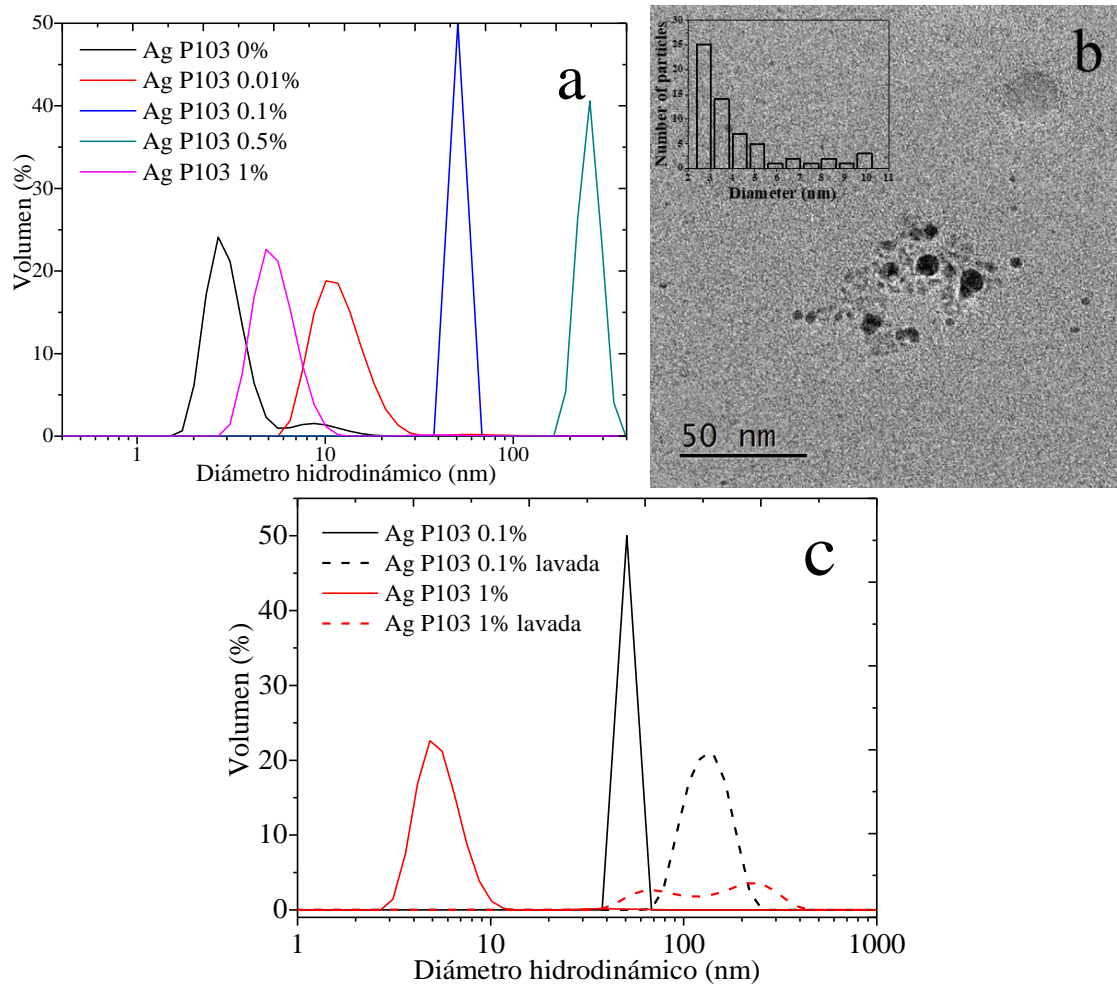 50
40
30
20
10
0
Volumen (%)
Ag P103 0%
Ag P103 0.01%
Ag P103 0.1%
Ag P103 0.5%
Ag P103 1%
a
1
10
100
Diámetro hidrodinámico (nm)
30
25
20
15
10
5
0
Number of particles
2 3 4 5 6 7 8 9 10 11
Diameter (nm)
b
50 nm
50
40
30
20
10
0
Volumen (%)
Ag P103 0.1%
Ag P103 0.1% lavada
Ag P103 1%
Ag P103 1% lavada
c
1
10
100
1000
Diámetro hidrodinámico (nm)